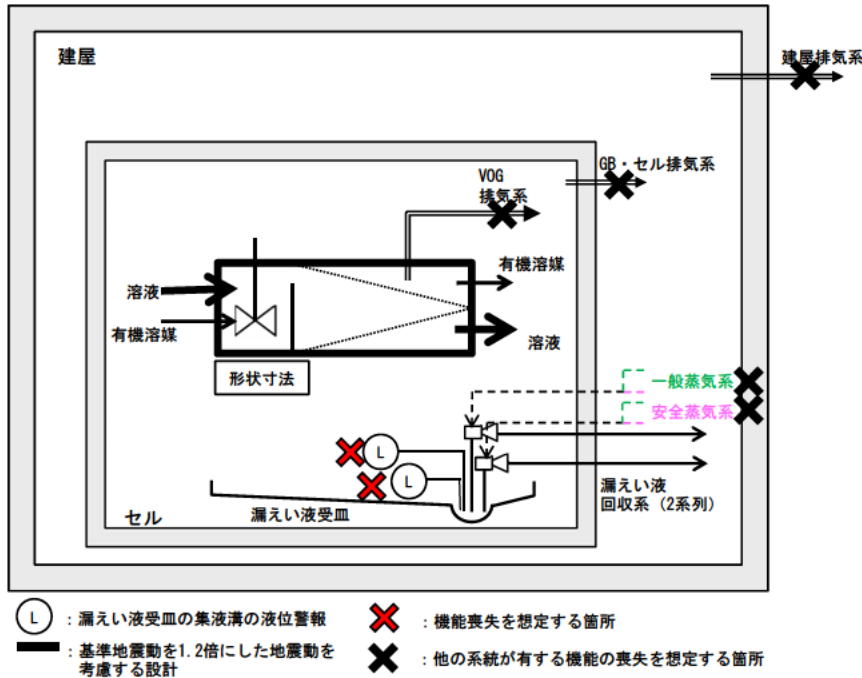 建屋
建屋排気系
GB・セル排気系
VOG
排気系
有機溶媒
溶液
有機溶媒
溶液
形状寸法
一般蒸気系
安全蒸気系
L
L
漏えい液
回収系（2系列）
漏えい液受皿
セル
L
：漏えい液受皿の集液溝の液位警報
：機能喪失を想定する箇所
：基準地震動を1.2倍にした地震動を
考慮する設計
：他の系統が有する機能の喪失を想定する箇所